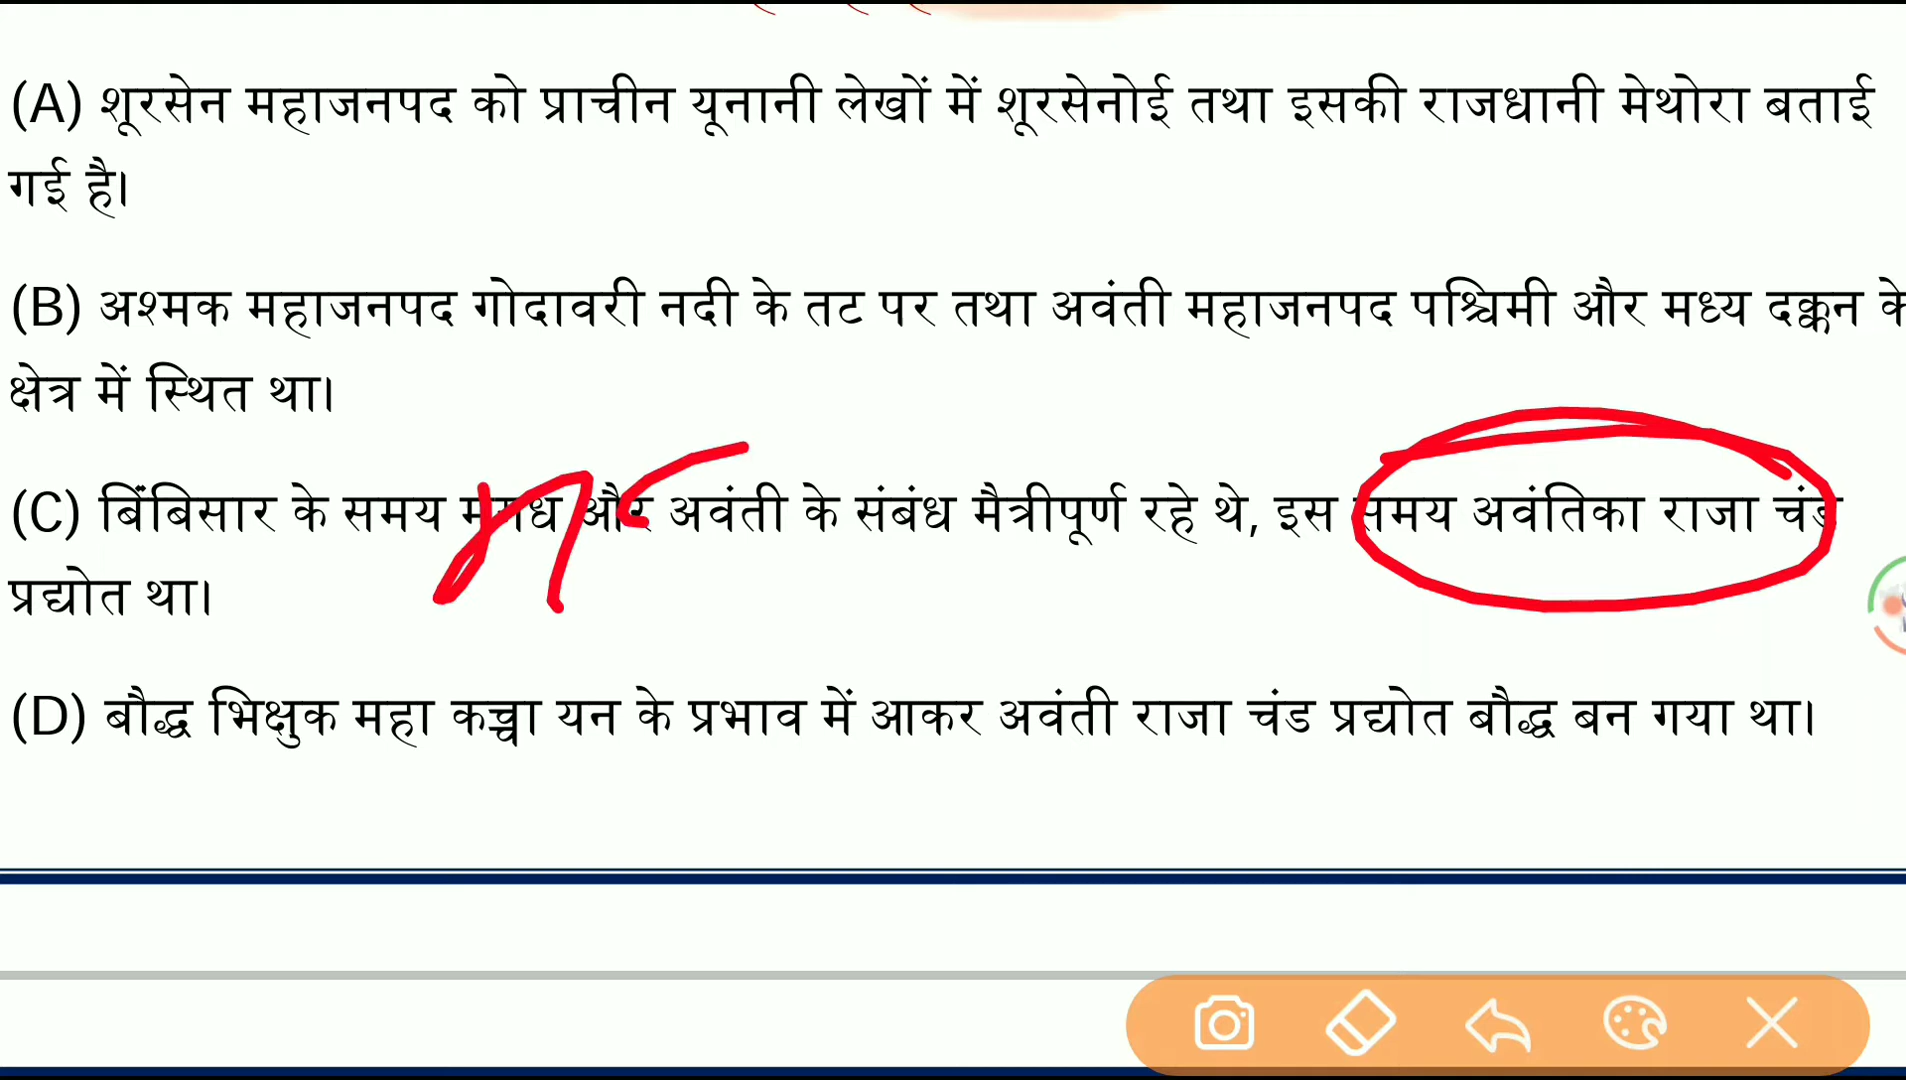 (A) शूरसेन महाजनपद को प्राचीन यूनानी लेखों में शूरसेनोई तथा इसकी राजधानी मेथोरा बताई
गई है।
(B) अश्मक महाजनपद गोदावरी नदी के तट पर तथा अवंती महाजनपद पश्चिमी और मध्य दक्कन के
क्षेत्र में स्थित था।
(C) बिंबिसार के समय मगध और अवंती के संबंध मैत्रीपूर्ण रहे थे, इस समय अवंतिका राजा चंड
प्रद्योत था।
(D) बौद्ध भिक्षुक महा कच्चा यन के प्रभाव में आकर अवंती राजा चंड प्रद्योत बौद्ध बन गया था।